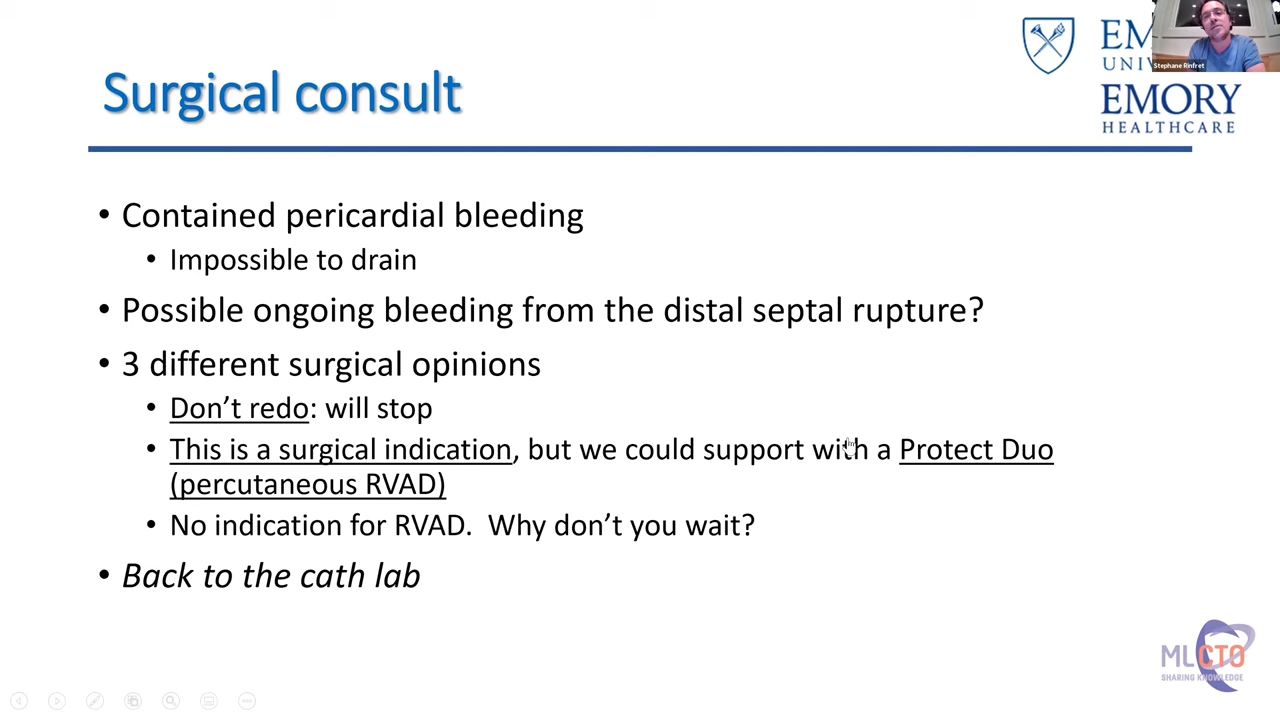 EM
UNIV
EMORY
HEALTHCARE
Stephane Rinfret
Surgical consult
• Contained pericardial bleeding
• Impossible to drain
• Possible ongoing bleeding from the distal septal rupture?
• 3 different surgical opinions
• Don’t redo: will stop
• This is a surgical indication, but we could support with a Protect Duo
(percutaneous RVAD)
• No indication for RVAD.  Why don’t you wait?
• Back to the cath lab
MLCTO
SHARING KNOWLEDGE